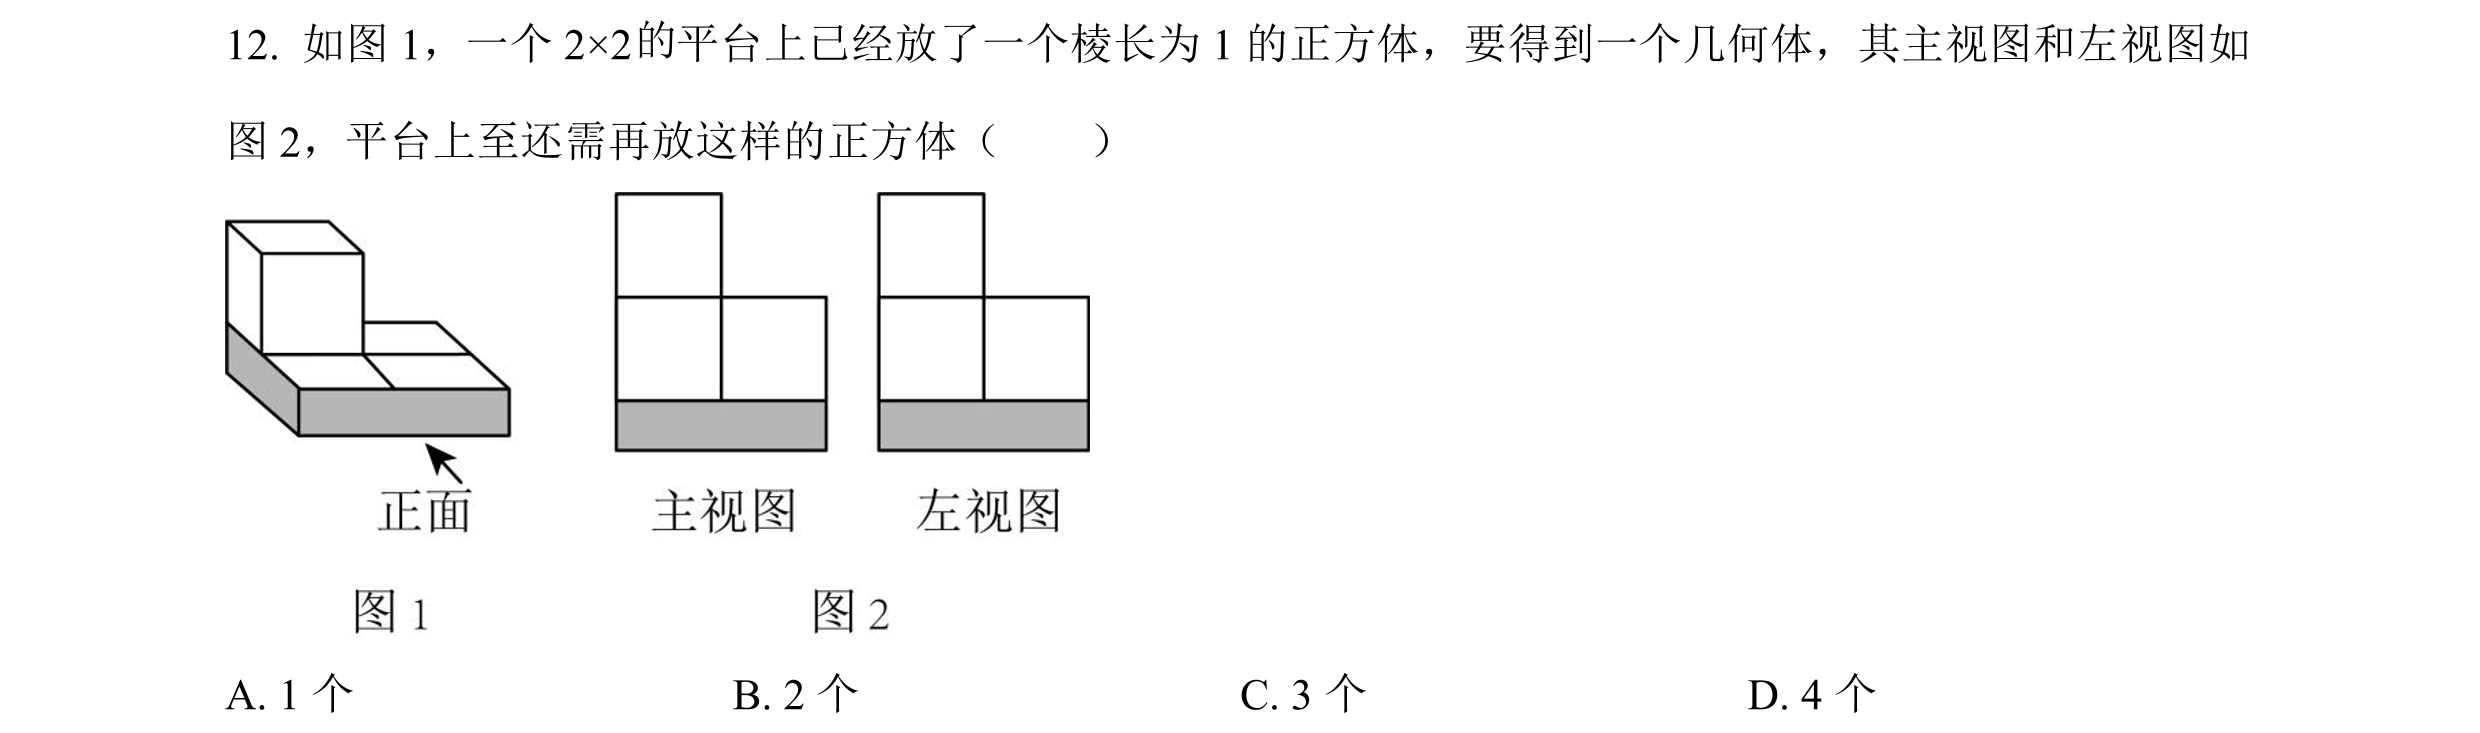 12. 如图 1，一个 2×2的平台上已经放了一个棱长为 1 的正方体，要得到一个几何体，其主视图和左视图如
图 2，平台上至还需再放这样的正方体（　　）
正面 主视图 左视图
图 1 图 2
A. 1 个 B. 2 个 C. 3 个 D. 4 个